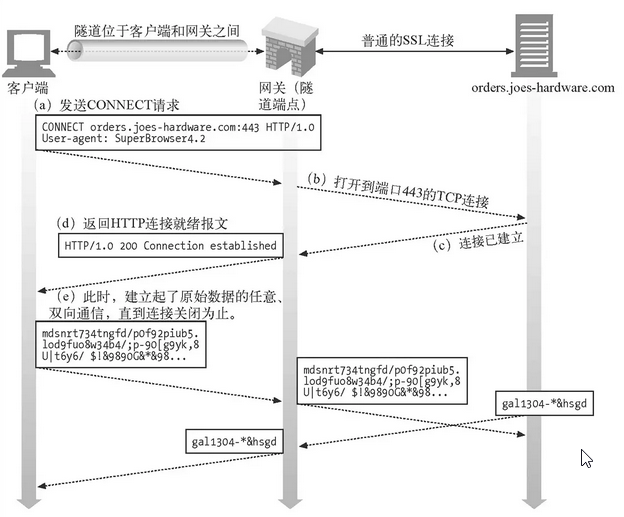 隧道位于客户端和网关之间
普通的SSL连接
客户端
网关（隧
道端点）
orders.joes-hardware.com
(a) 发送CONNECT请求
CONNECT orders.joes-hardware.com:443 HTTP/1.0
User-agent: SuperBrowser4.2
(b) 打开到端口443的TCP连接
(c) 连接已建立
(d) 返回HTTP连接就绪报文
HTTP/1.0 200 Connection established
(e) 此时，建立起了原始数据的任意、
双向通信，直到连接关闭为止。
mdsnrt734tngfd/p0f92piub5.
lod9fuo8w34b4/;p-90[g9yk,8
U|t6y6/ $!&9890G&*&98...
mdsnrt734tngfd/p0f92piub5.
lod9fuo8w34b4/;p-90[g9yk,8
U|t6y6/ $!&9890G&*&98...
gal1304-*&hsgd
gal1304-*&hsgd